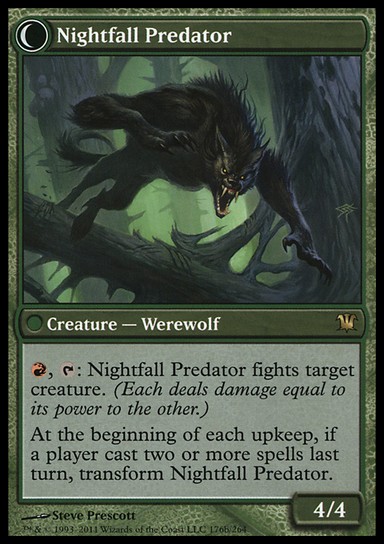 Nightfall Predator
Creature — Werewolf
, : Nightfall Predator fights target
creature. (Each deals damage equal to
its power to the other.)
At the beginning of each upkeep, if
a player cast two or more spells last
turn, transform Nightfall Predator.
4/4
Steve Prescott
™ & © 1993-2011 Wizards of the Coast LLC 176b/264